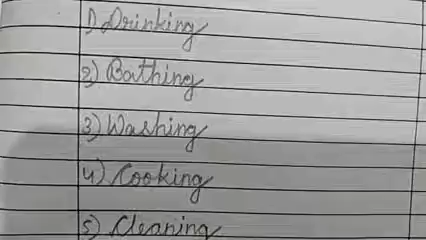 1) Drinking
2) Bathing
3) Washing
4) Cooking
5) Cleaning